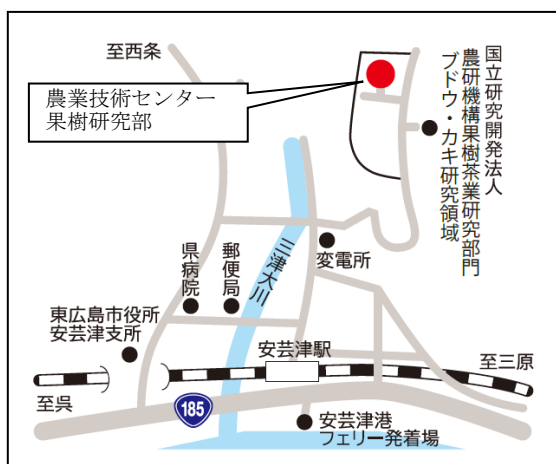 至西条
農業技術センター
果樹研究部
国立研究開発法人
農研機構果樹茶業研究部門
ブドウ・カキ研究領域
変電所
三津大川
郵便局
県病院
東広島市役所
安芸津支所
安芸津駅
至三原
至呉
185
安芸津港
フェリー発着場